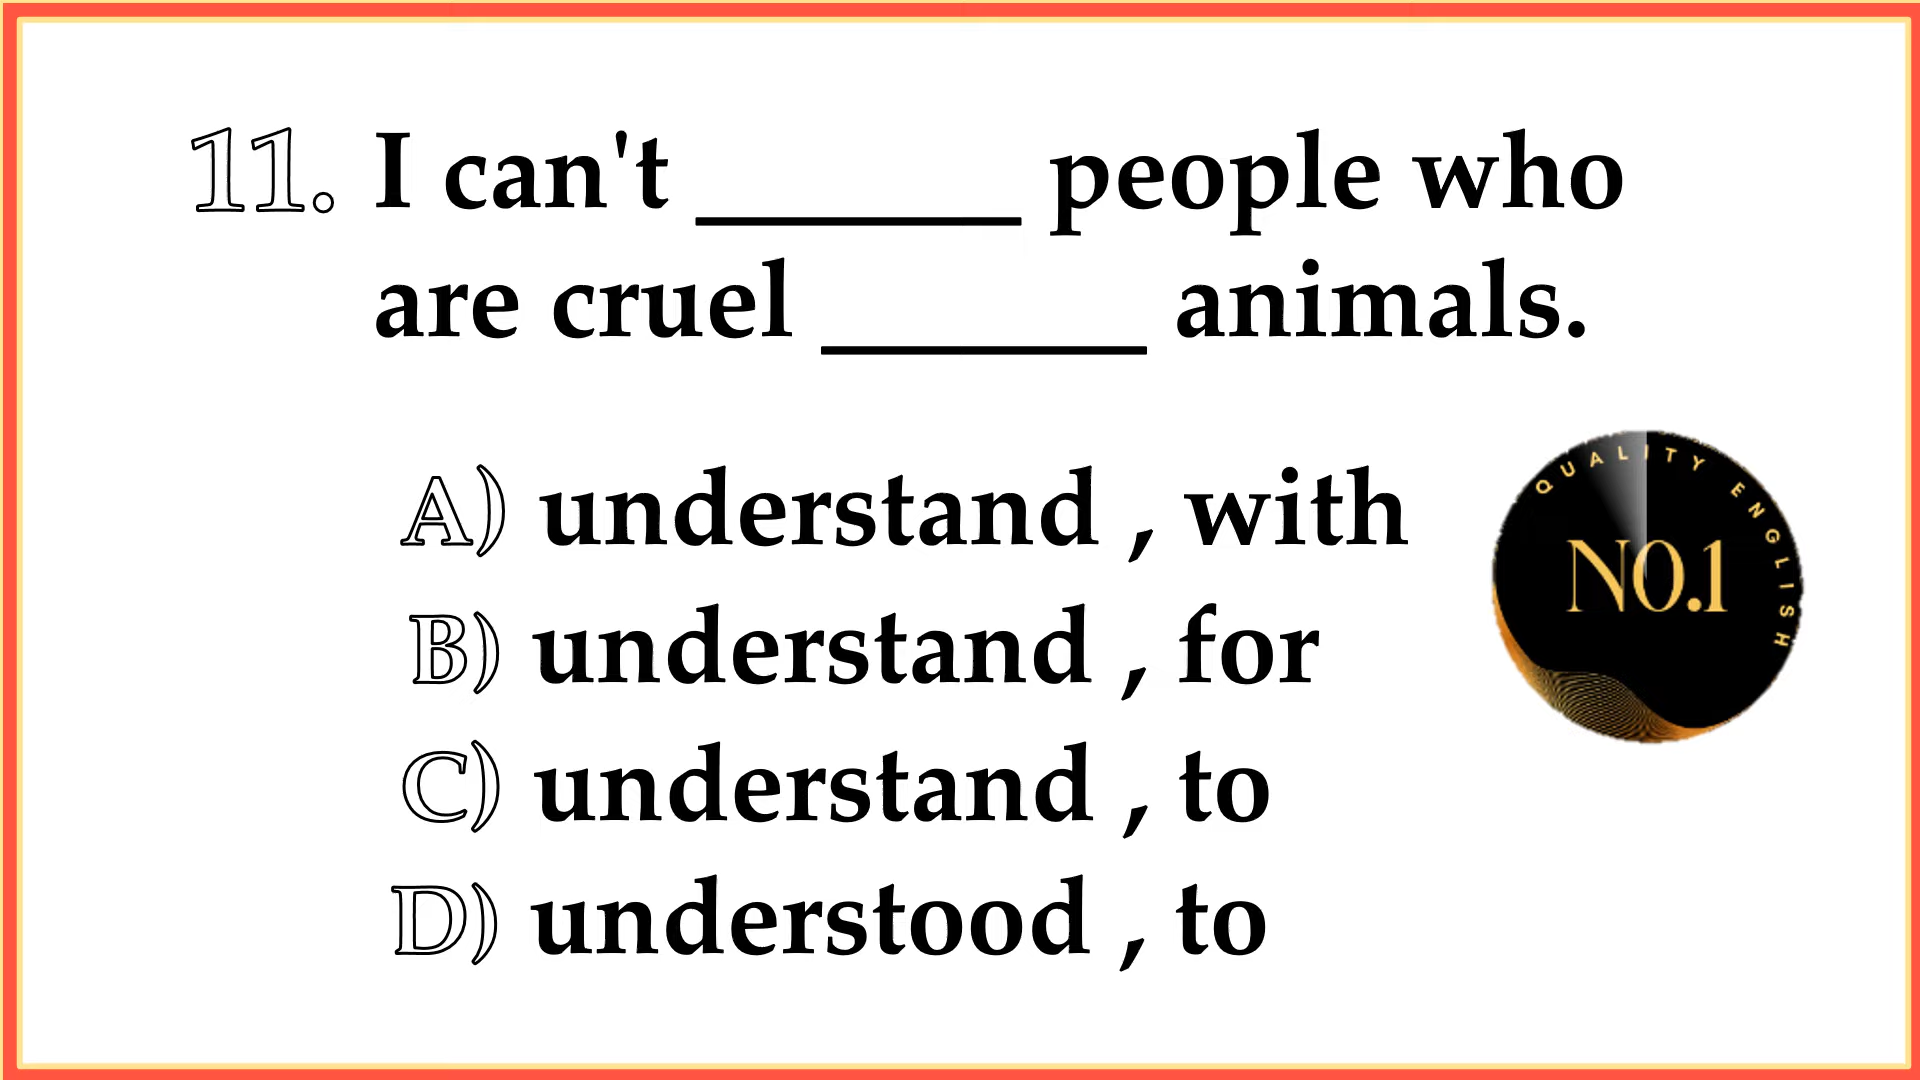 11. I can't ______ people who
are cruel ______ animals.
A) understand , with
B) understand , for
C) understand , to
D) understood , to
QUALITY ENGLISH
NO.1